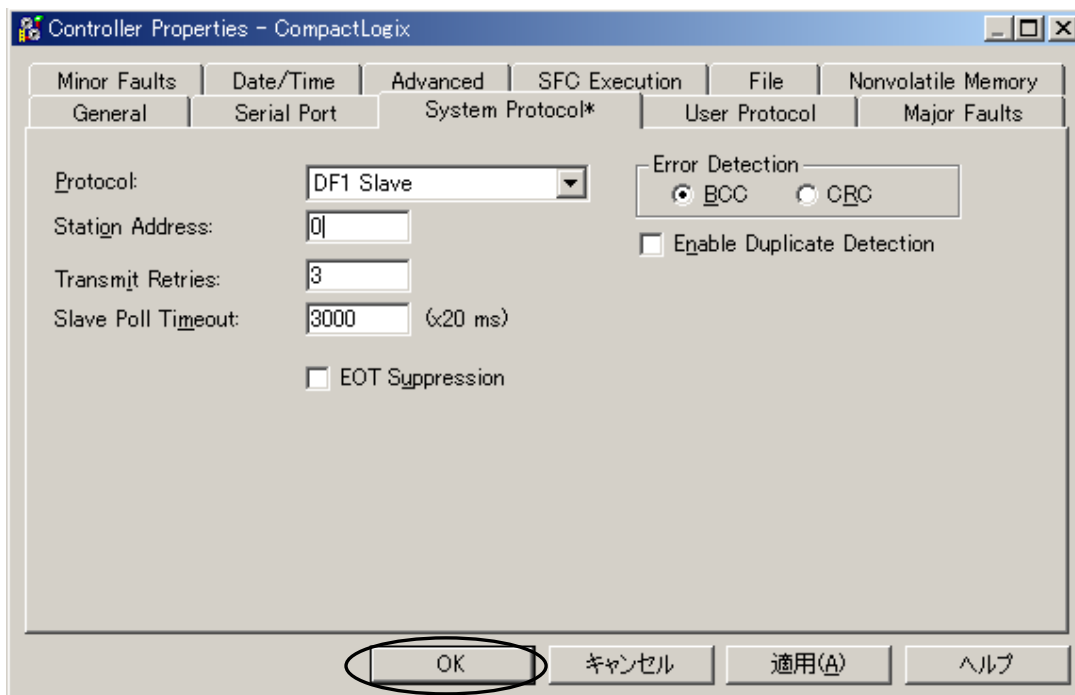 Controller Properties - CompactLogix
Minor Faults Date/Time Advanced SFC Execution File Nonvolatile Memory
General Serial Port System Protocol* User Protocol Major Faults
Protocol: DF1 Slave
Error Detection
BCC CRC
Station Address: 0
Enable Duplicate Detection
Transmit Retries: 3
Slave Poll Timeout: 3000 (x20 ms)
EOT Suppression
OK キャンセル 適用(A) ヘルプ